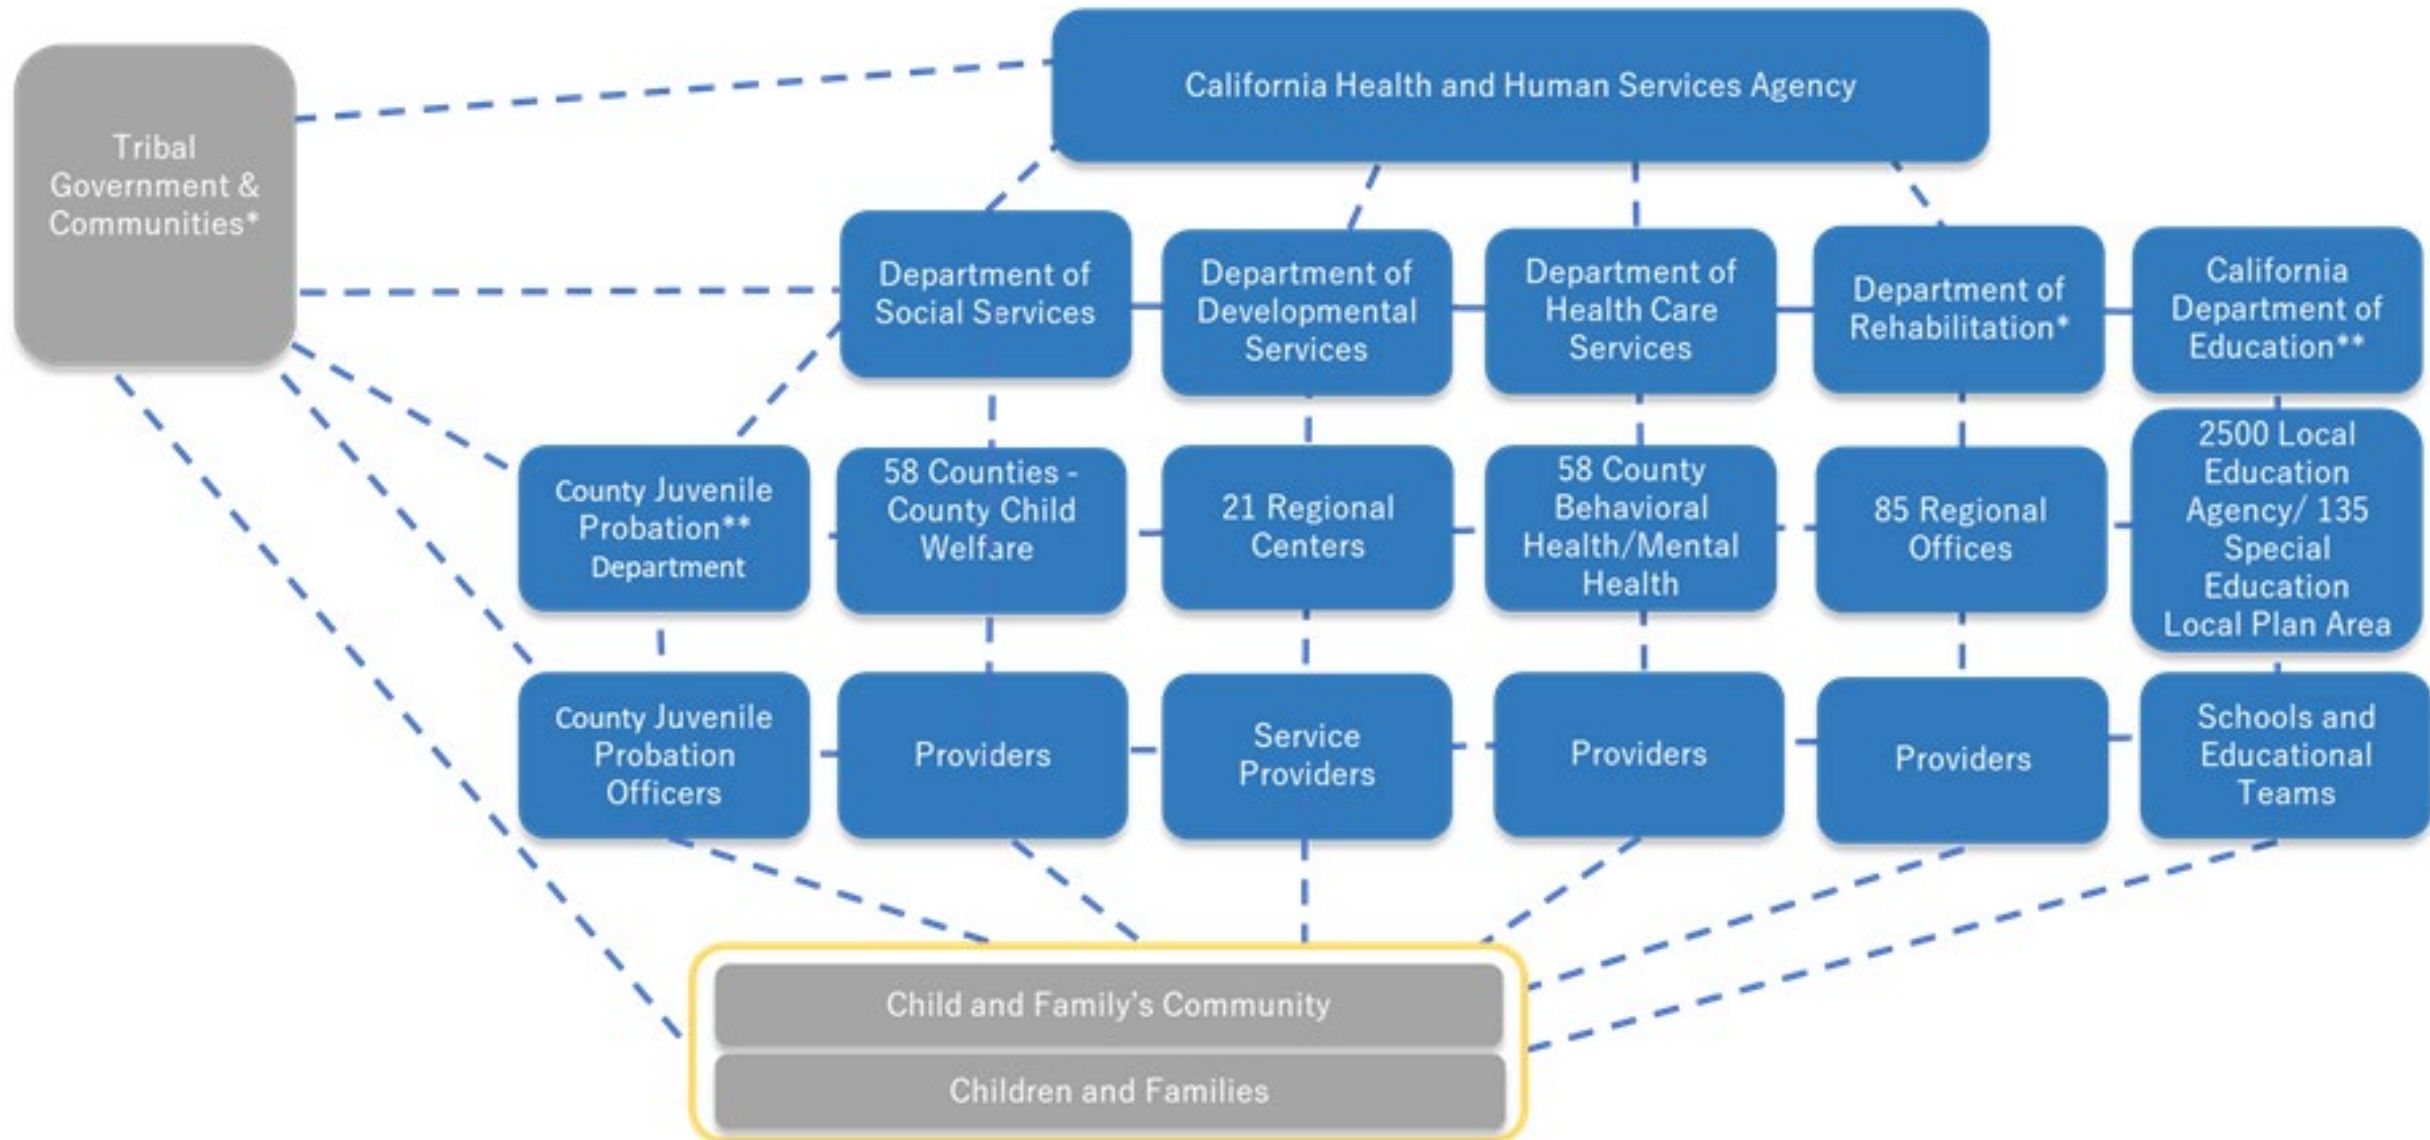 California Health and Human Services Agency
Tribal
Government &
Communities*
Department of
Social Services
Department of
Developmental
Services
Department of
Health Care
Services
Department of
Rehabilitation*
California
Department of
Education**
County Juvenile
Probation**
Department
58 Counties -
County Child
Welfare
21 Regional
Centers
58 County
Behavioral
Health/Mental
Health
85 Regional
Offices
2500 Local
Education
Agency/ 135
Special
Education
Local Plan Area
County Juvenile
Probation
Officers
Providers
Service
Providers
Providers
Providers
Schools and
Educational
Teams
Child and Family's Community
Children and Families